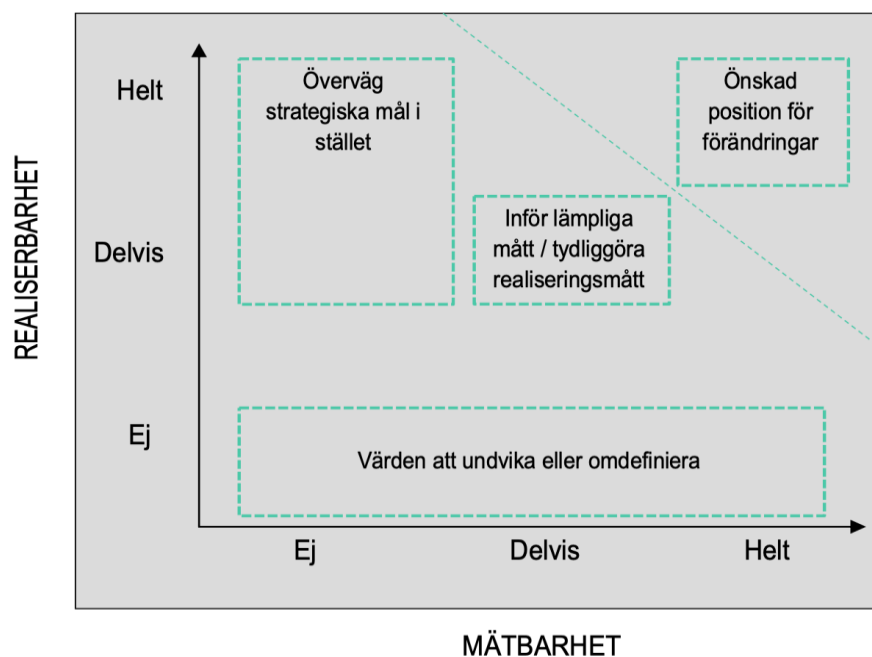 REALISERBARHET
Helt
Delvis
Ej
Överväg
strategiska mål i
stället
Önskad
position för
förändringar
Inför lämpliga
mått / tydliggöra
realiseringsmått
Värden att undvika eller omdefiniera
Ej
Delvis
Helt
MÄTBARHET